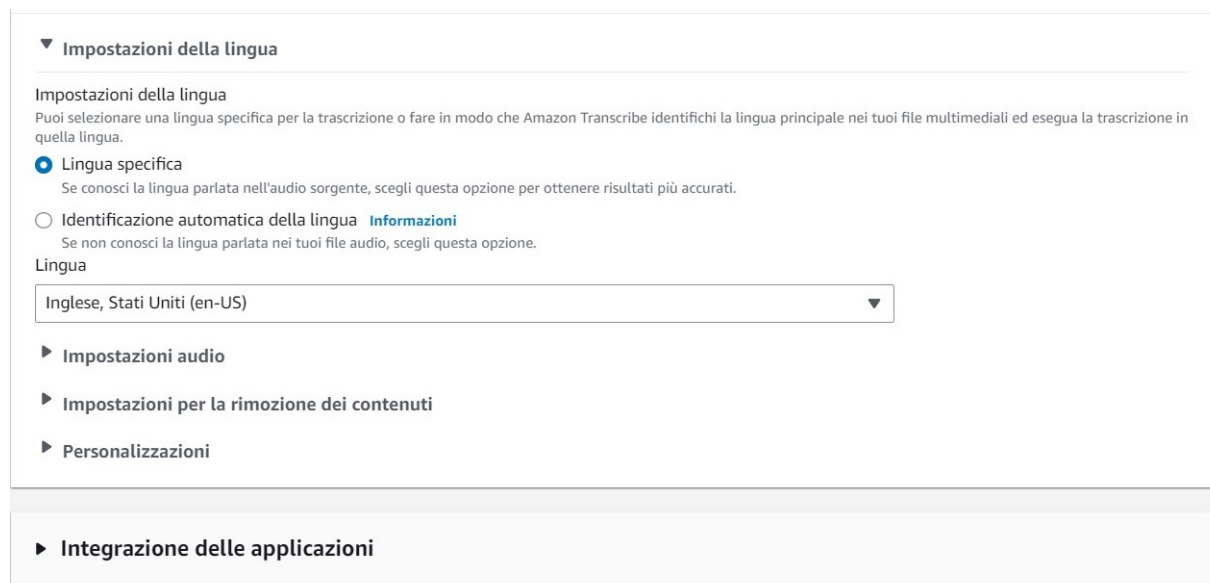 Impostazioni della lingua
Impostazioni della lingua
Puoi selezionare una lingua specifica per la trascrizione o fare in modo che Amazon Transcribe identifichi la lingua principale nei tuoi file multimediali ed esegua la trascrizione in
quella lingua.
Lingua specifica
Se conosci la lingua parlata nell'audio sorgente, scegli questa opzione per ottenere risultati più accurati.
Identificazione automatica della lingua Informazioni
Se non conosci la lingua parlata nei tuoi file audio, scegli questa opzione.
Lingua
Inglese, Stati Uniti (en-US)
Impostazioni audio
Impostazioni per la rimozione dei contenuti
Personalizzazioni
Integrazione delle applicazioni